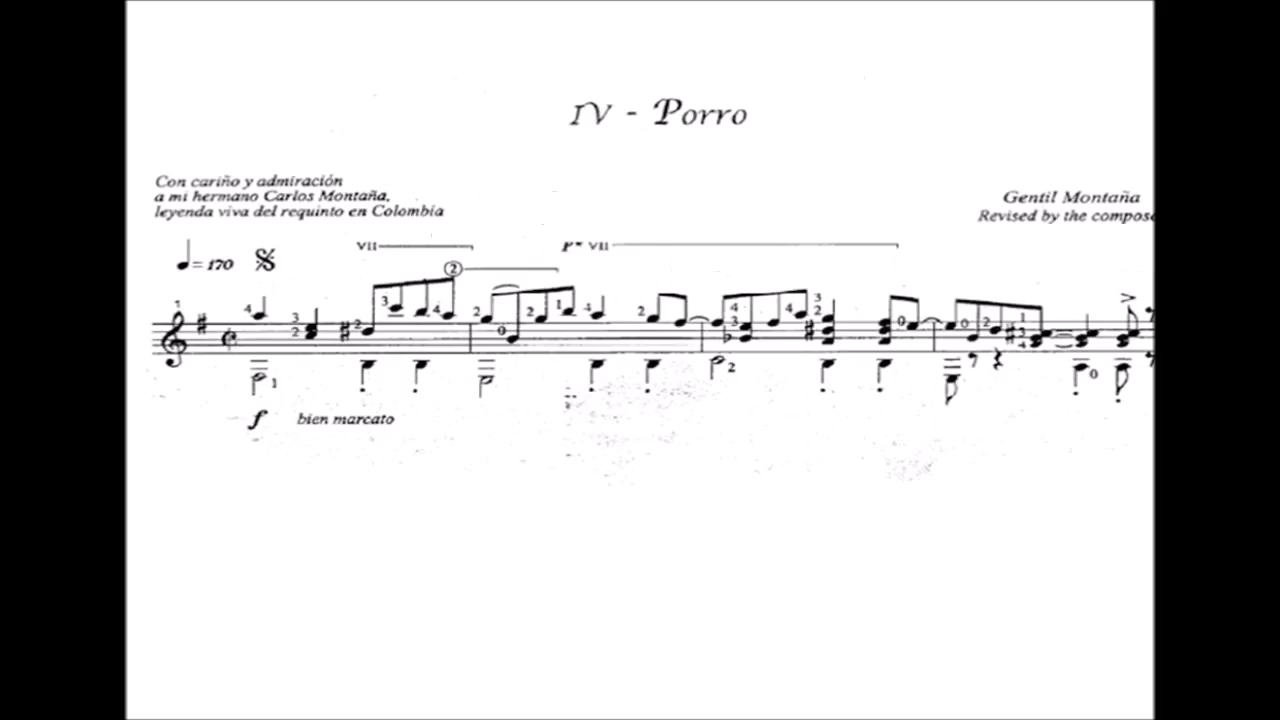 IV - Porro
Con cariño y admiración
a mi hermano Carlos Montaña,
leyenda viva del requinto en Colombia
Gentil Montaña
Revised by the compose
= 170
VII
VII
2
f
bien marcato